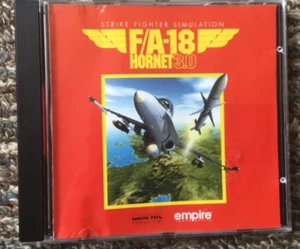 STRIKE FIGHTER SIMULATION
F/A-18
HORNET 3.0
empire